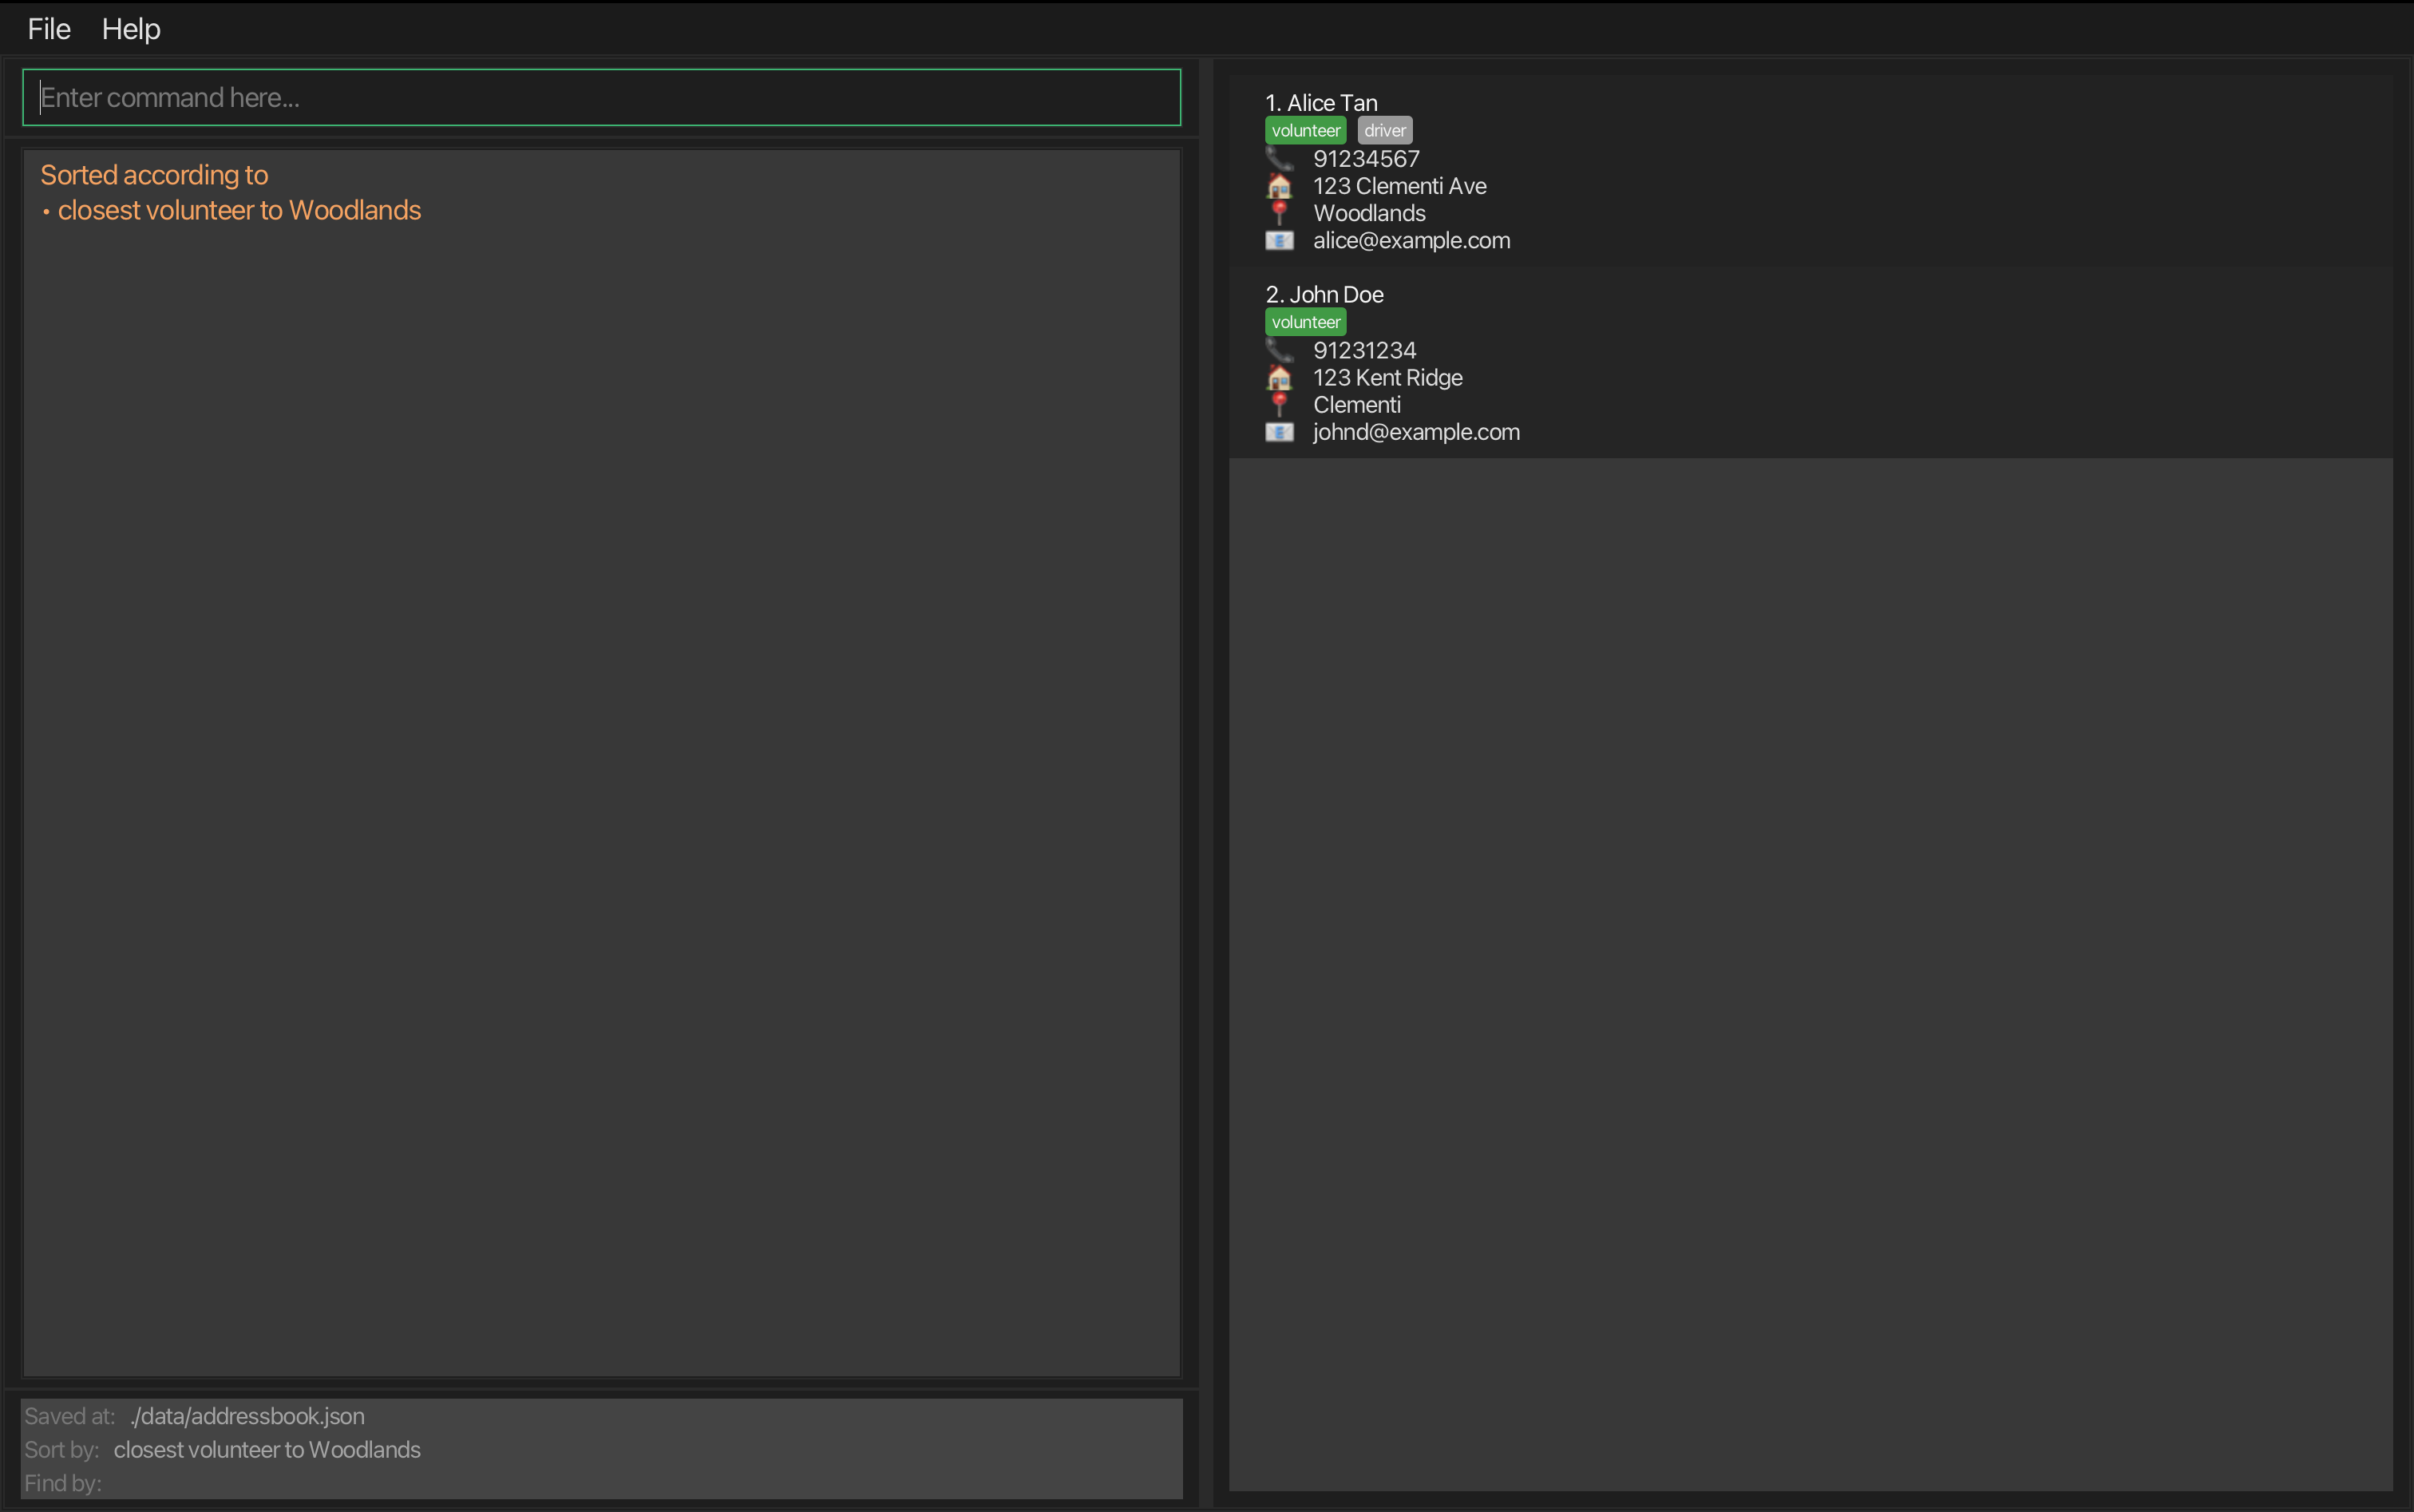 File Help
Enter command here...
Sorted according to
• closest volunteer to Woodlands
Saved at: ./data/addressbook.json
Sort by: closest volunteer to Woodlands
Find by:
1. Alice Tan
volunteer driver
91234567
123 Clementi Ave
Woodlands
alice@example.com
2. John Doe
volunteer
91231234
123 Kent Ridge
Clementi
johnd@example.com